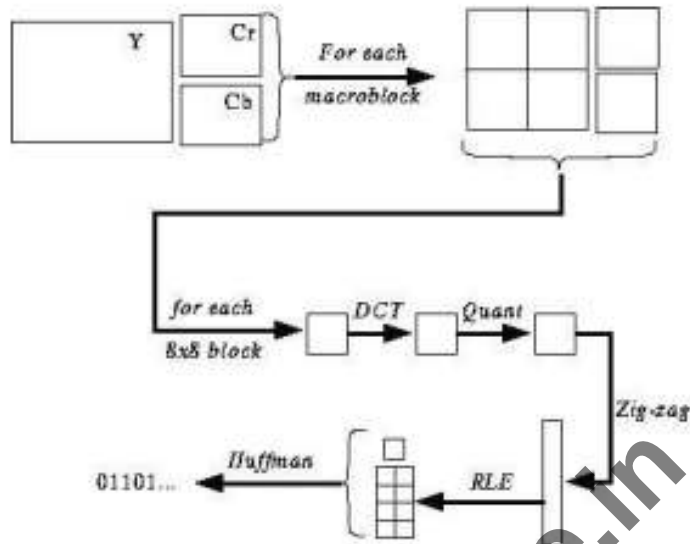 Y
Cr
Cb
For each
macroblock
for each
8x8 block
DCT
Quant
Zig-zag
RLE
Huffman
01101...